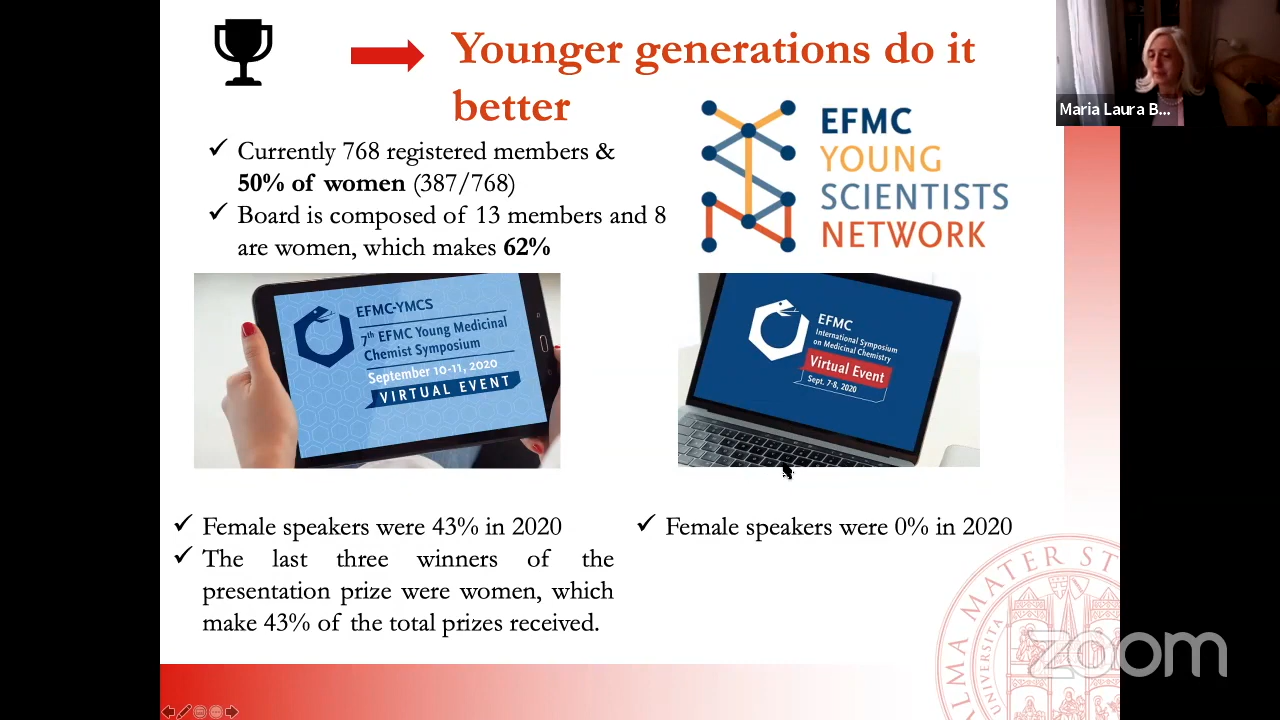 Younger generations do it
better
Maria Laura B...
✓ Currently 768 registered members &
50% of women (387/768)
✓ Board is composed of 13 members and 8
are women, which makes 62%
EFMC
YOUNG
SCIENTISTS
NETWORK
EFMC-YMCS
7th EFMC Young Medicinal
Chemist Symposium
September 10-11, 2020
VIRTUAL EVENT
EFMC
International Symposium
on Medicinal Chemistry
Virtual Event
Sept. 7-8, 2020
✓ Female speakers were 43% in 2020
✓ The last three winners of the
presentation prize were women, which
make 43% of the total prizes received.
✓ Female speakers were 0% in 2020
ALMA MATER ST
UNIVERSITA
zoom